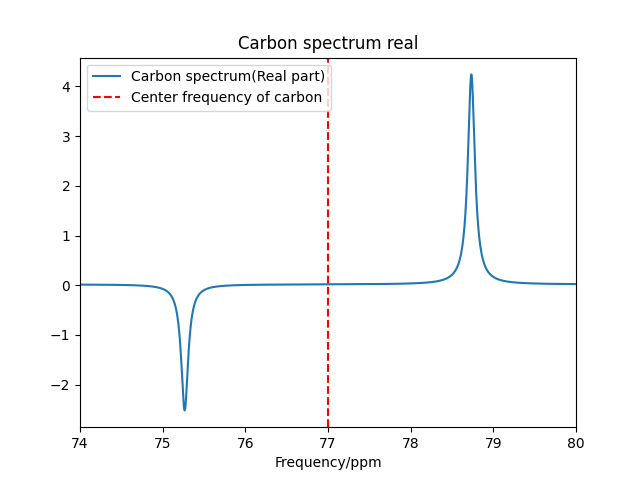 Carbon spectrum real
Carbon spectrum(Real part)
Center frequency of carbon
4
3
2
1
0
−1
−2
74 75 76 77 78 79 80
Frequency/ppm